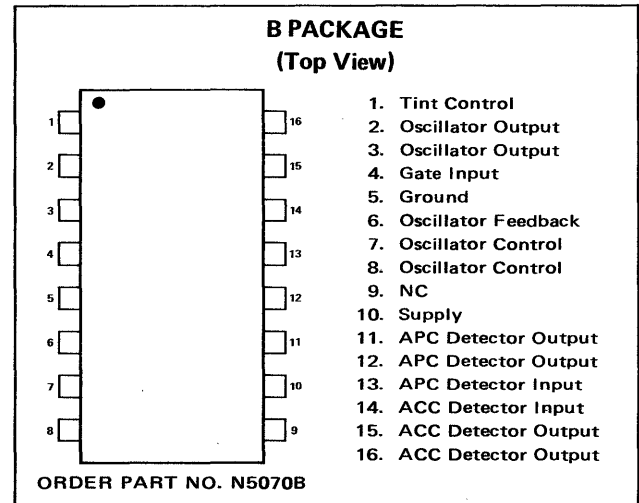 B PACKAGE
(Top View)
1
2
3
4
5
6
7
8
16
15
14
13
12
11
10
9
1. Tint Control
2. Oscillator Output
3. Oscillator Output
4. Gate Input
5. Ground
6. Oscillator Feedback
7. Oscillator Control
8. Oscillator Control
9. NC
10. Supply
11. APC Detector Output
12. APC Detector Output
13. APC Detector Input
14. ACC Detector Input
15. ACC Detector Output
16. ACC Detector Output
ORDER PART NO. N5070B